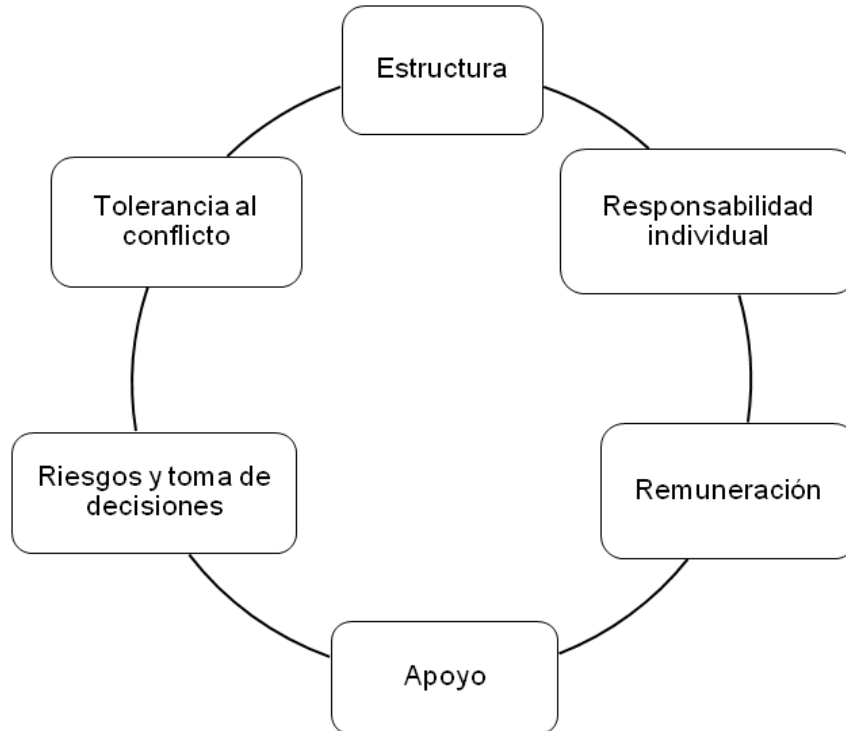 Estructura
Responsabilidad
individual
Remuneración
Apoyo
Riesgos y toma de
decisiones
Tolerancia al
conflicto